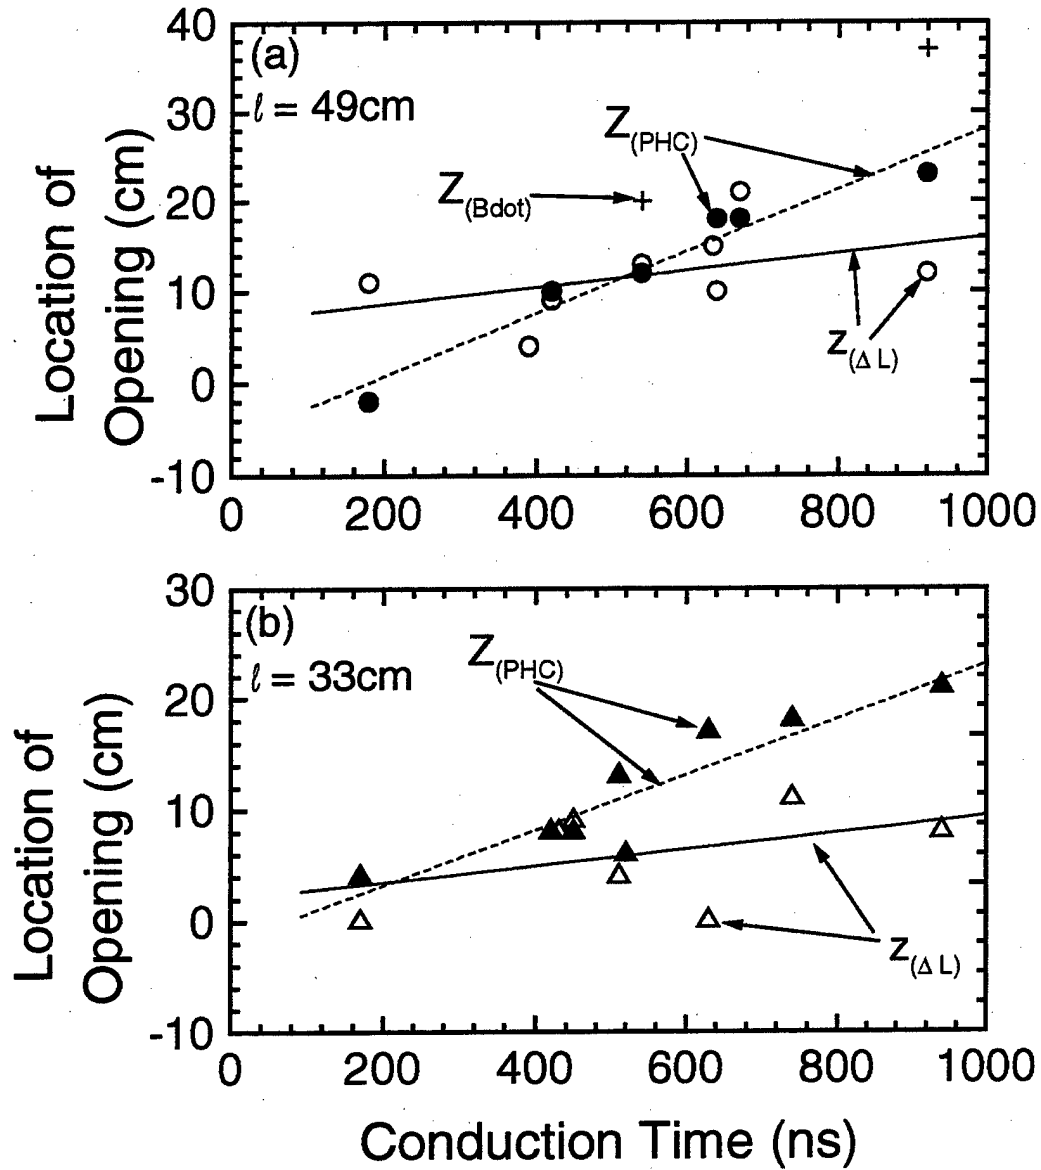 40
30
20
10
0
-10
Location of
Opening (cm)
(a)
ℓ = 49cm
Z(PHC)
Z(Bdot)
z(Δ L)
0 200 400 600 800 1000
30
20
10
0
-10
Location of
Opening (cm)
(b)
ℓ = 33cm
Z(PHC)
z(Δ L)
0 200 400 600 800 1000
Conduction Time (ns)